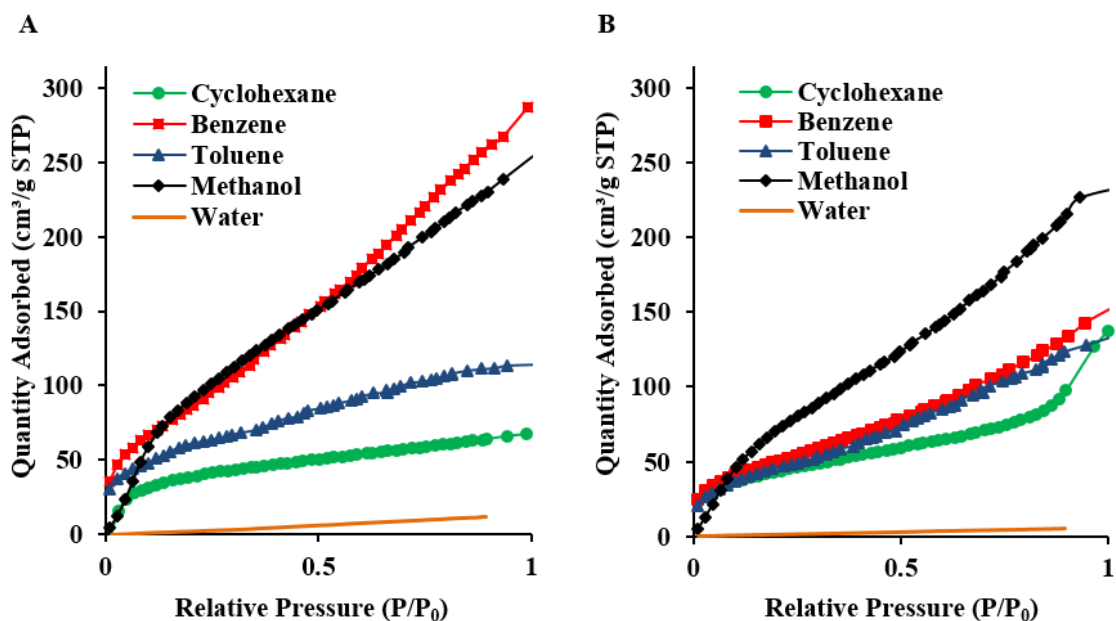 A
Quantity Adsorbed (cm³/g STP)
300
250
200
150
100
50
0
Cyclohexane
Benzene
Toluene
Methanol
Water
0
0.5
1
Relative Pressure (P/P₀)
B
Quantity Adsorbed (cm³/g STP)
300
250
200
150
100
50
0
Cyclohexane
Benzene
Toluene
Methanol
Water
0
0.5
1
Relative Pressure (P/P₀)